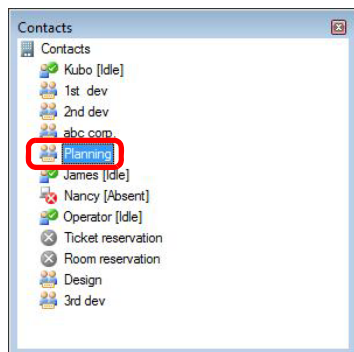 Contacts
Contacts
Kubo [Idle]
1st dev
2nd dev
abc corp.
Planning
James [Idle]
Nancy [Absent]
Operator [Idle]
Ticket reservation
Room reservation
Design
3rd dev